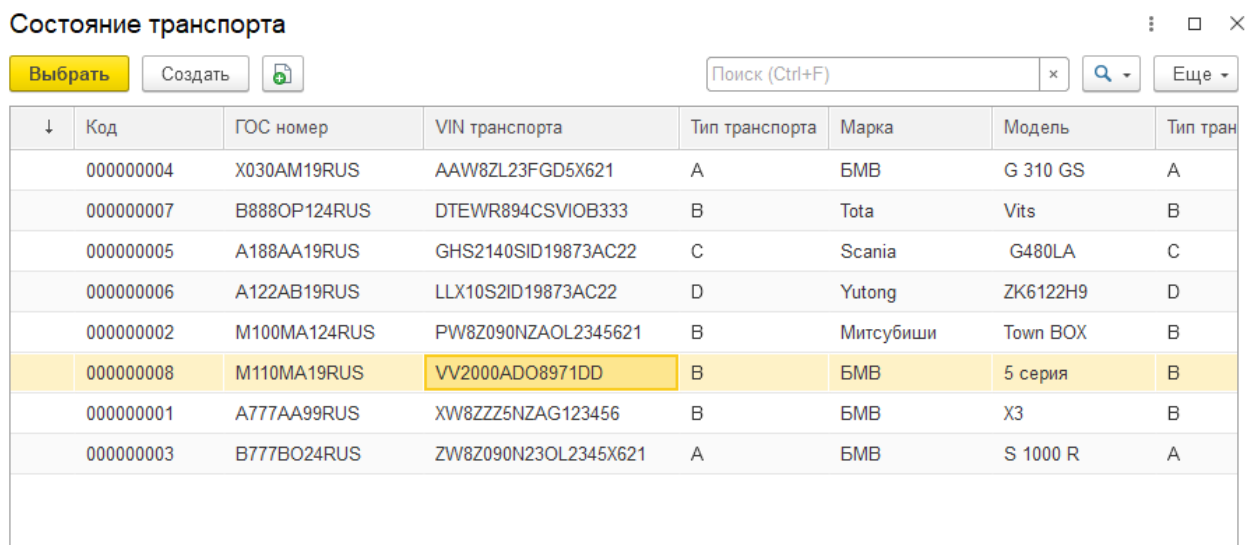 Состояние транспорта
Выбрать Создать Поиск (Ctrl+F) × Еще
↓ Код ГОС номер VIN транспорта Тип транспорта Марка Модель Тип тран
000000004 X030AM19RUS AAW8ZL23FGD5X621 A БМВ G 310 GS A
000000007 B888OP124RUS DTEWR894CSVIOB333 B Tota Vits B
000000005 A188AA19RUS GHS2140SID19873AC22 C Scania G480LA C
000000006 A122AB19RUS LLX10S2ID19873AC22 D Yutong ZK6122H9 D
000000002 M100MA124RUS PW8Z090NZAOL2345621 B Митсубиши Town BOX B
000000008 M110MA19RUS VV2000ADO8971DD B БМВ 5 серия B
000000001 A777AA99RUS XW8ZZZ5NZAG123456 B БМВ X3 B
000000003 B777BO24RUS ZW8Z090N23OL2345X621 A БМВ S 1000 R A